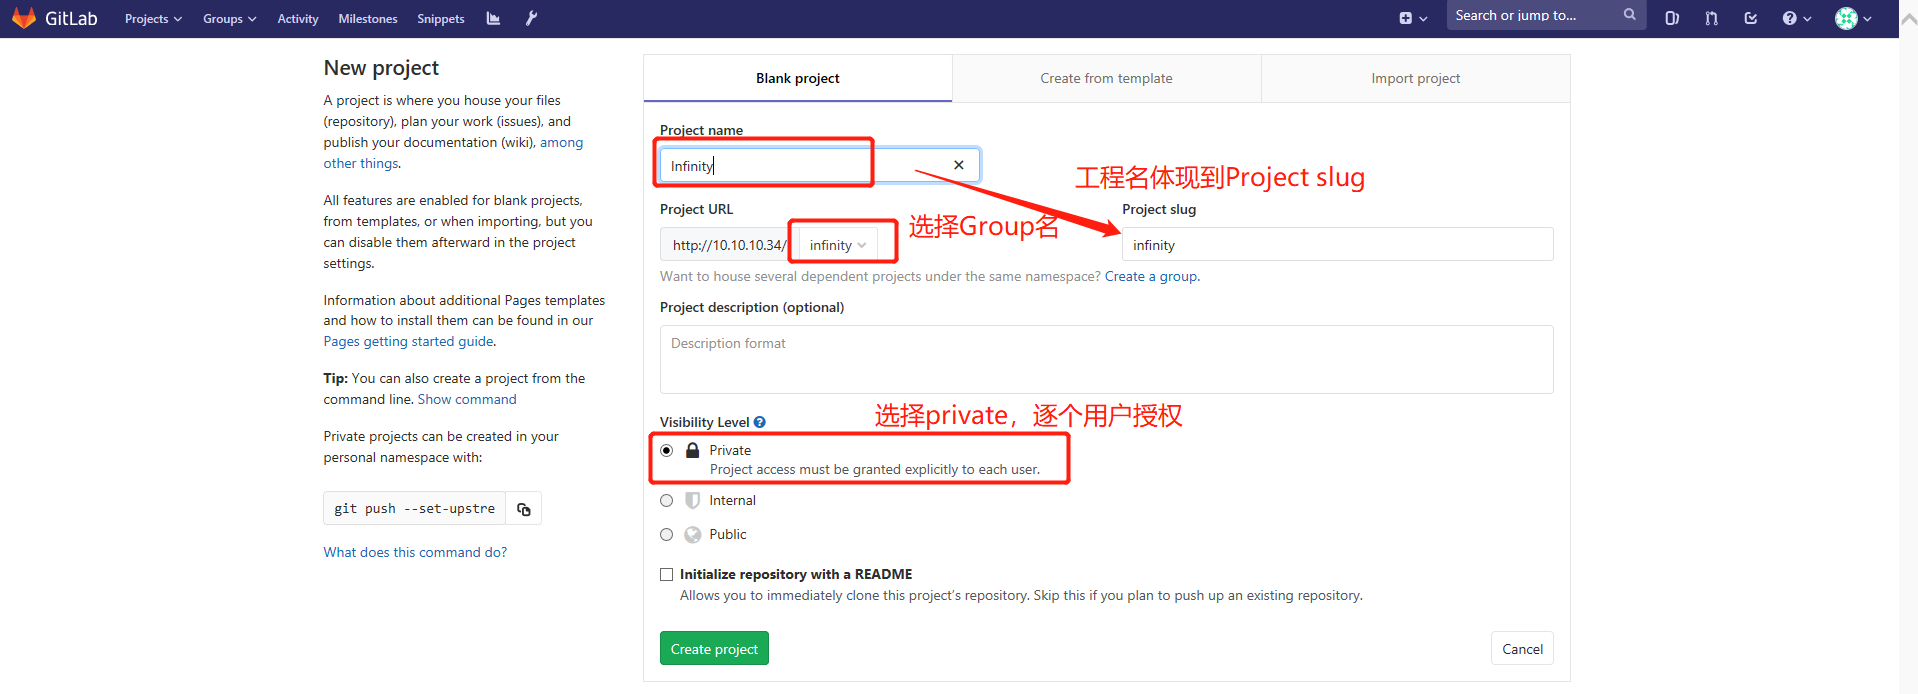 GitLab Projects Groups Activity Milestones Snippets Search or jump to...
New project
A project is where you house your files
(repository), plan your work (issues), and
publish your documentation (wiki), among
other things.
All features are enabled for blank projects,
from templates, or when importing, but you
can disable them afterward in the project
settings.
Information about additional Pages templates
and how to install them can be found in our
Pages getting started guide.
Tip: You can also create a project from the
command line. Show command
Private projects can be created in your
personal namespace with:
git push --set-upstre
What does this command do?
Blank project Create from template Import project
Project name
Infinity
工程名体现到Project slug
Project URL
选择Group名
Project slug
http://10.10.10.34/ infinity
infinity
Want to house several dependent projects under the same namespace? Create a group.
Project description (optional)
Description format
选择private，逐个用户授权
Visibility Level
Private
Project access must be granted explicitly to each user.
Internal
Public
Initialize repository with a README
Allows you to immediately clone this project’s repository. Skip this if you plan to push up an existing repository.
Create project Cancel